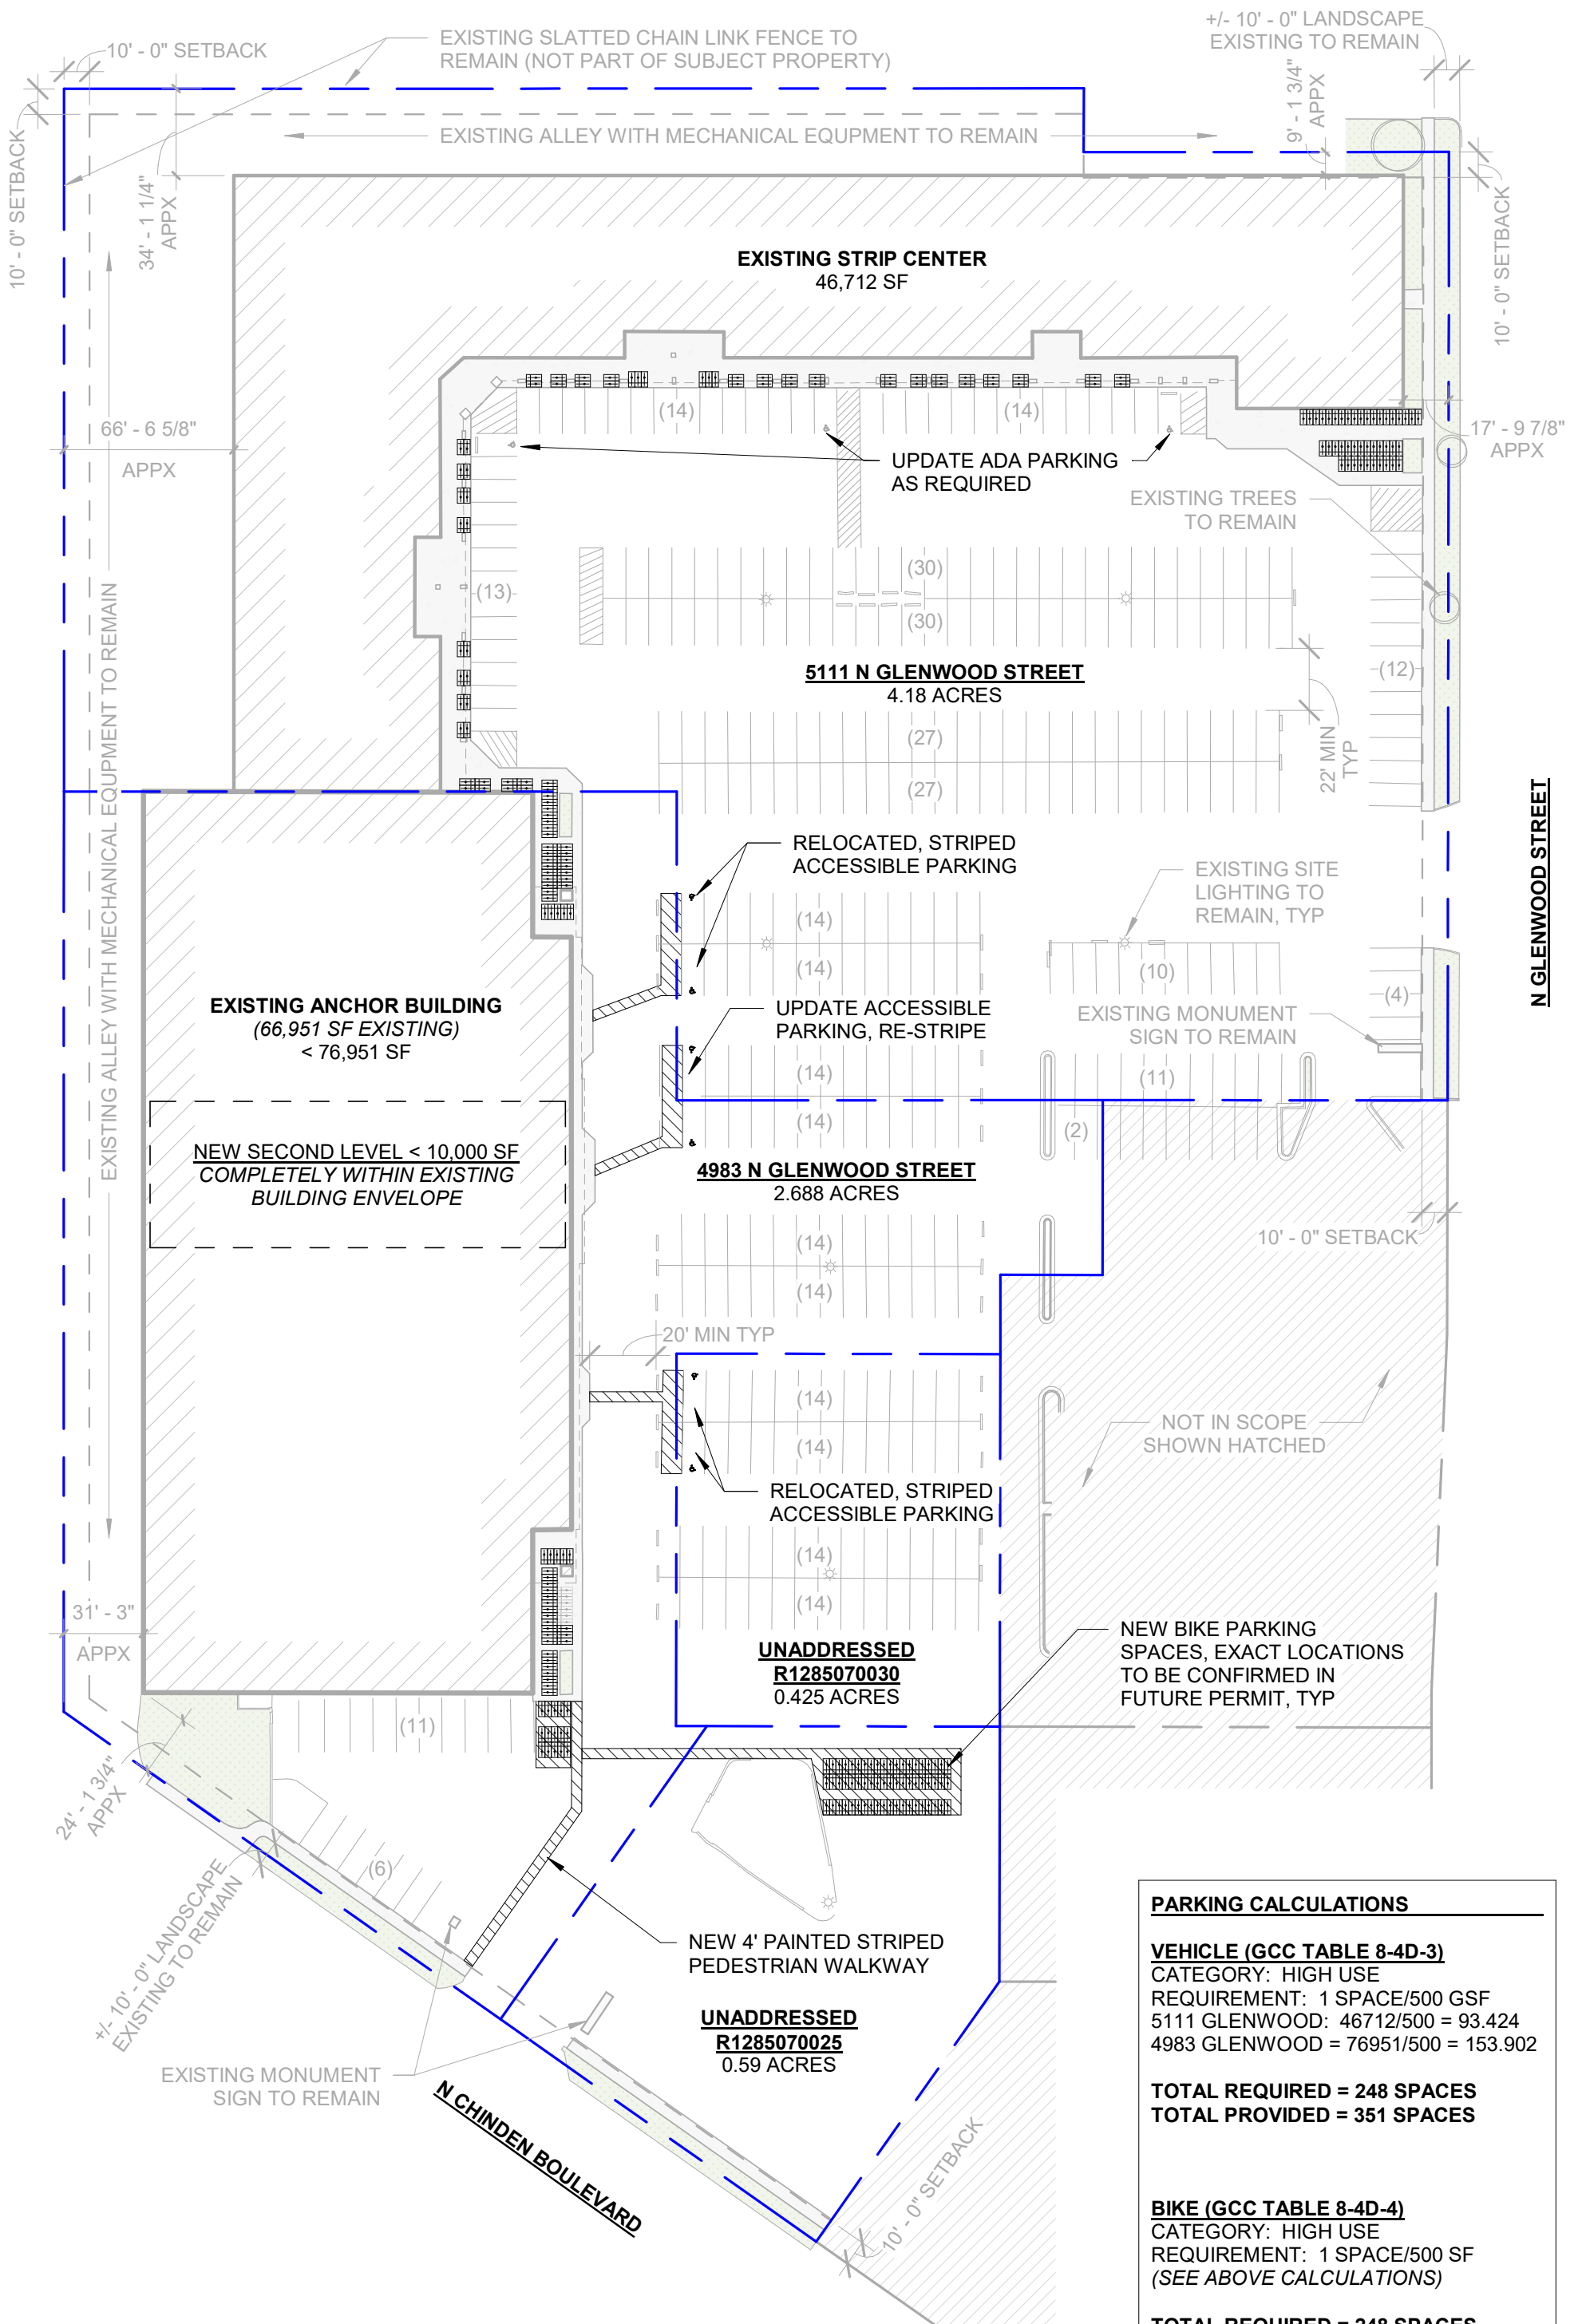 +/- 10' - 0" LANDSCAPE
EXISTING TO REMAIN
10' - 0" SETBACK
EXISTING SLATTED CHAIN LINK FENCE TO
REMAIN (NOT PART OF SUBJECT PROPERTY)
9' - 1 3/4"
APPX
EXISTING ALLEY WITH MECHANICAL EQUPMENT TO REMAIN
10' - 0" SETBACK
34' - 1 1/4"
APPX
10' - 0" SETBACK
EXISTING STRIP CENTER
46,712 SF
(14)
(14)
66' - 6 5/8"
APPX
17' - 9 7/8"
APPX
UPDATE ADA PARKING
AS REQUIRED
EXISTING TREES
TO REMAIN
(30)
(13)
(30)
5111 N GLENWOOD STREET
4.18 ACRES
(12)
EXISTING ALLEY WITH MECHANICAL EQUPMENT TO REMAIN
(27)
22' MIN
TYP
(27)
N GLENWOOD STREET
RELOCATED, STRIPED
ACCESSIBLE PARKING
EXISTING SITE
LIGHTING TO
REMAIN, TYP
(14)
(14)
(10)
(4)
EXISTING ANCHOR BUILDING
(66,951 SF EXISTING)
< 76,951 SF
UPDATE ACCESSIBLE
PARKING, RE-STRIPE
EXISTING MONUMENT
SIGN TO REMAIN
(14)
(11)
(14)
(2)
NEW SECOND LEVEL < 10,000 SF
COMPLETELY WITHIN EXISTING
BUILDING ENVELOPE
4983 N GLENWOOD STREET
2.688 ACRES
(14)
10' - 0" SETBACK
(14)
20' MIN TYP
(14)
(14)
NOT IN SCOPE
SHOWN HATCHED
RELOCATED, STRIPED
ACCESSIBLE PARKING
(14)
(14)
31' - 3"
APPX
UNADDRESSED
R1285070030
0.425 ACRES
NEW BIKE PARKING
SPACES, EXACT LOCATIONS
TO BE CONFIRMED IN
FUTURE PERMIT, TYP
(11)
24' - 1 3/4"
APPX
(6)
+/- 10' - 0" LANDSCAPE
EXISTING TO REMAIN
NEW 4' PAINTED STRIPED
PEDESTRIAN WALKWAY
UNADDRESSED
R1285070025
0.59 ACRES
EXISTING MONUMENT
SIGN TO REMAIN
N CHINDEN BOULEVARD
10' - 0" SETBACK
PARKING CALCULATIONS
VEHICLE (GCC TABLE 8-4D-3)
CATEGORY: HIGH USE
REQUIREMENT: 1 SPACE/500 GSF
5111 GLENWOOD: 46712/500 = 93.424
4983 GLENWOOD = 76951/500 = 153.902
TOTAL REQUIRED = 248 SPACES
TOTAL PROVIDED = 351 SPACES
BIKE (GCC TABLE 8-4D-4)
CATEGORY: HIGH USE
REQUIREMENT: 1 SPACE/500 SF
(SEE ABOVE CALCULATIONS)
TOTAL REQUIRED = 248 SPACES